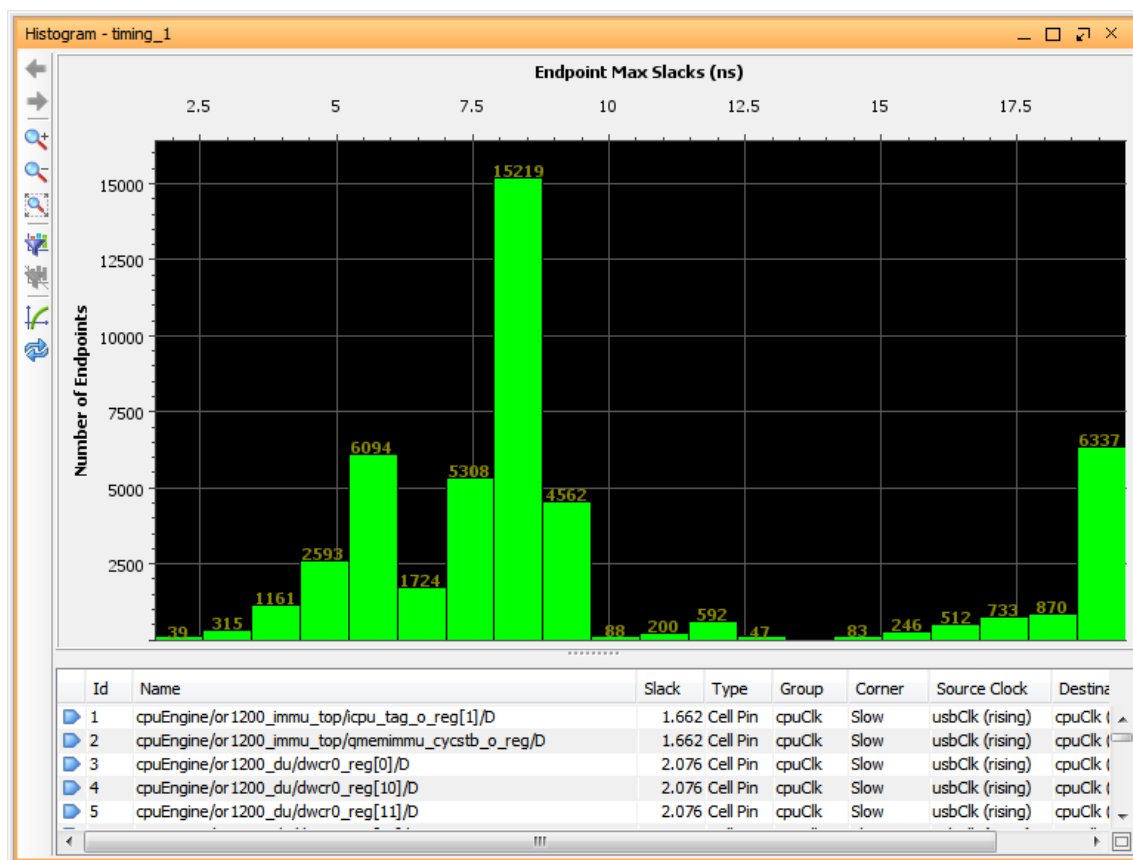 Histogram - timing_1
Endpoint Max Slacks (ns)
2.5 5 7.5 10 12.5 15 17.5
Number of Endpoints
15000
12500
10000
7500
5000
2500
39 315 1161 2593 6094 1724 5308 15219 4562 88 200 592 47 83 246 512 733 870 6337
Id Name Slack Type Group Corner Source Clock Destina
1 cpuEngine/or1200_immu_top/icpu_tag_o_reg[1]/D 1.662 Cell Pin cpuClk Slow usbClk (rising) cpuClk (
2 cpuEngine/or1200_immu_top/qmemimmu_cycstb_o_reg/D 1.662 Cell Pin cpuClk Slow usbClk (rising) cpuClk (
3 cpuEngine/or1200_du/dwcr0_reg[0]/D 2.076 Cell Pin cpuClk Slow usbClk (rising) cpuClk (
4 cpuEngine/or1200_du/dwcr0_reg[10]/D 2.076 Cell Pin cpuClk Slow usbClk (rising) cpuClk (
5 cpuEngine/or1200_du/dwcr0_reg[11]/D 2.076 Cell Pin cpuClk Slow usbClk (rising) cpuClk (